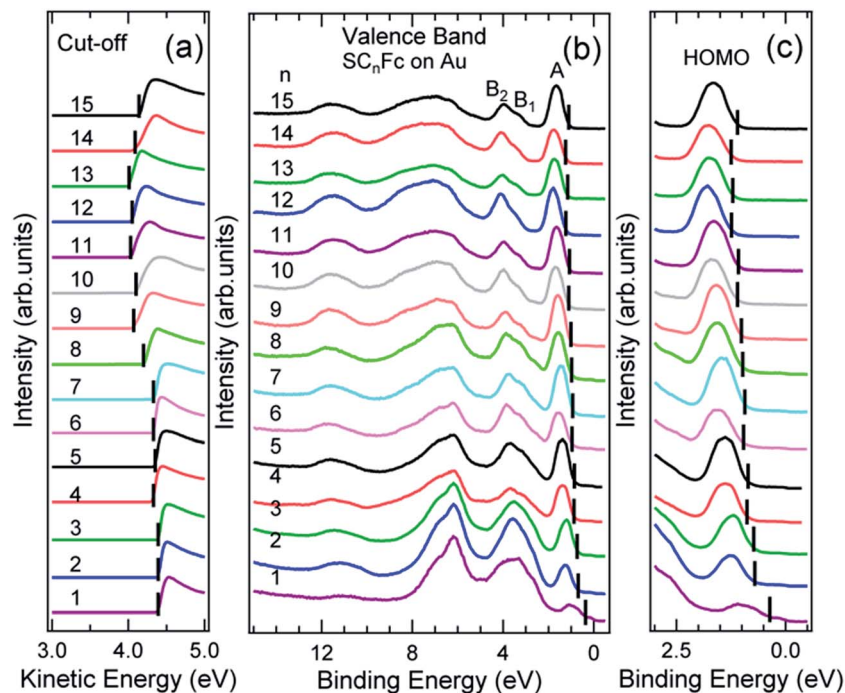 Cut-off (a)
15
14
13
12
11
10
9
8
7
6
5
4
3
2
1
Intensity (arb.units)
3.0 4.0 5.0
Kinetic Energy (eV)
Valence Band (b)
SCnFc on Au
n
B2 B1 A
15
14
13
12
11
10
9
8
7
6
5
4
3
2
1
Intensity (arb.units)
12 8 4 0
Binding Energy (eV)
(c)
HOMO
Intensity (arb.units)
2.5 0.0
Binding Energy (eV)